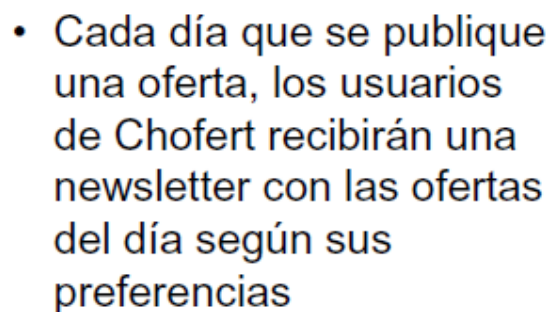 • Cada día que se publique
una oferta, los usuarios
de Chofert recibirán una
newsletter con las ofertas
del día según sus
preferencias